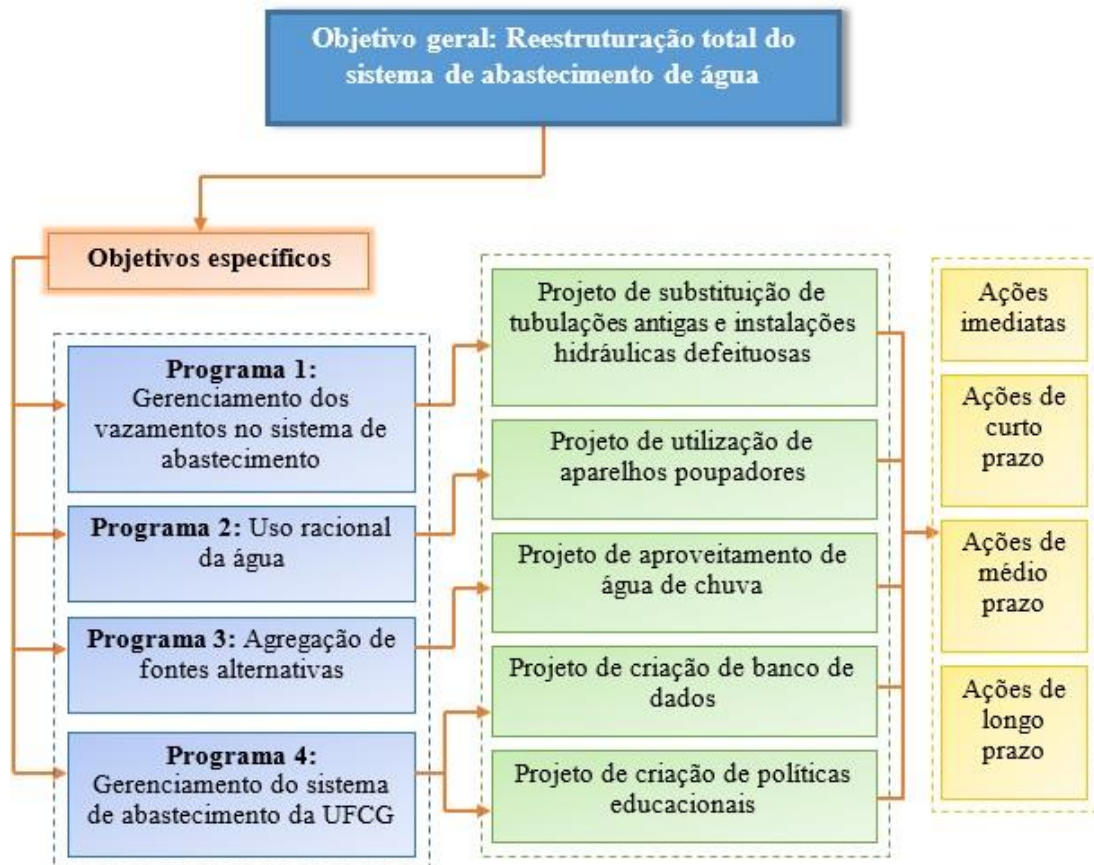 Objetivo geral: Reestruturação total do
sistema de abastecimento de água
Objetivos específicos
Programa 1:
Gerenciamento dos
vazamentos no sistema de
abastecimento
Programa 2: Uso racional
da água
Programa 3: Agregação de
fontes alternativas
Programa 4:
Gerenciamento do sistema
de abastecimento da UFCG
Projeto de substituição de
tubulações antigas e instalações
hidráulicas defeituosas
Projeto de utilização de
aparelhos poupadores
Projeto de aproveitamento de
água de chuva
Projeto de criação de banco de
dados
Projeto de criação de políticas
educacionais
Ações
imediatas
Ações de
curto
prazo
Ações de
médio
prazo
Ações de
longo
prazo